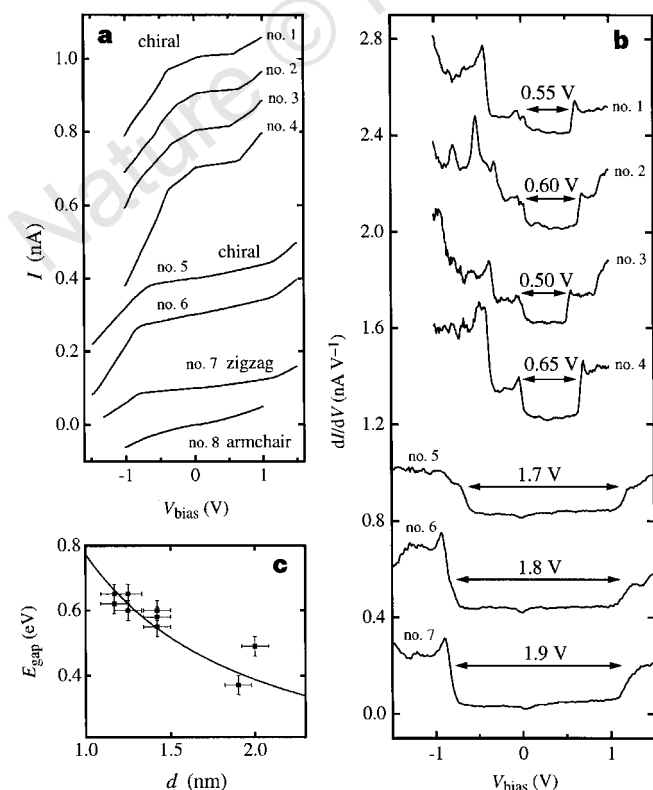 Nature ©
a
chiral
no. 1
no. 2
no. 3
no. 4
chiral
no. 5
no. 6
no. 7 zigzag
no. 8 armchair
1.0
0.8
0.6
0.4
0.2
0.0
I (nA)
-1 0 1
Vbias (V)
b
0.55 V
no. 1
0.60 V
no. 2
0.50 V
no. 3
0.65 V
no. 4
no. 5
1.7 V
no. 6
1.8 V
no. 7
1.9 V
2.8
2.4
2.0
1.6
1.2
0.8
0.4
0.0
dI/dV (nA V−1)
-1 0 1
Vbias (V)
c
0.8
0.6
0.4
Egap (eV)
1.0 1.5 2.0
d (nm)